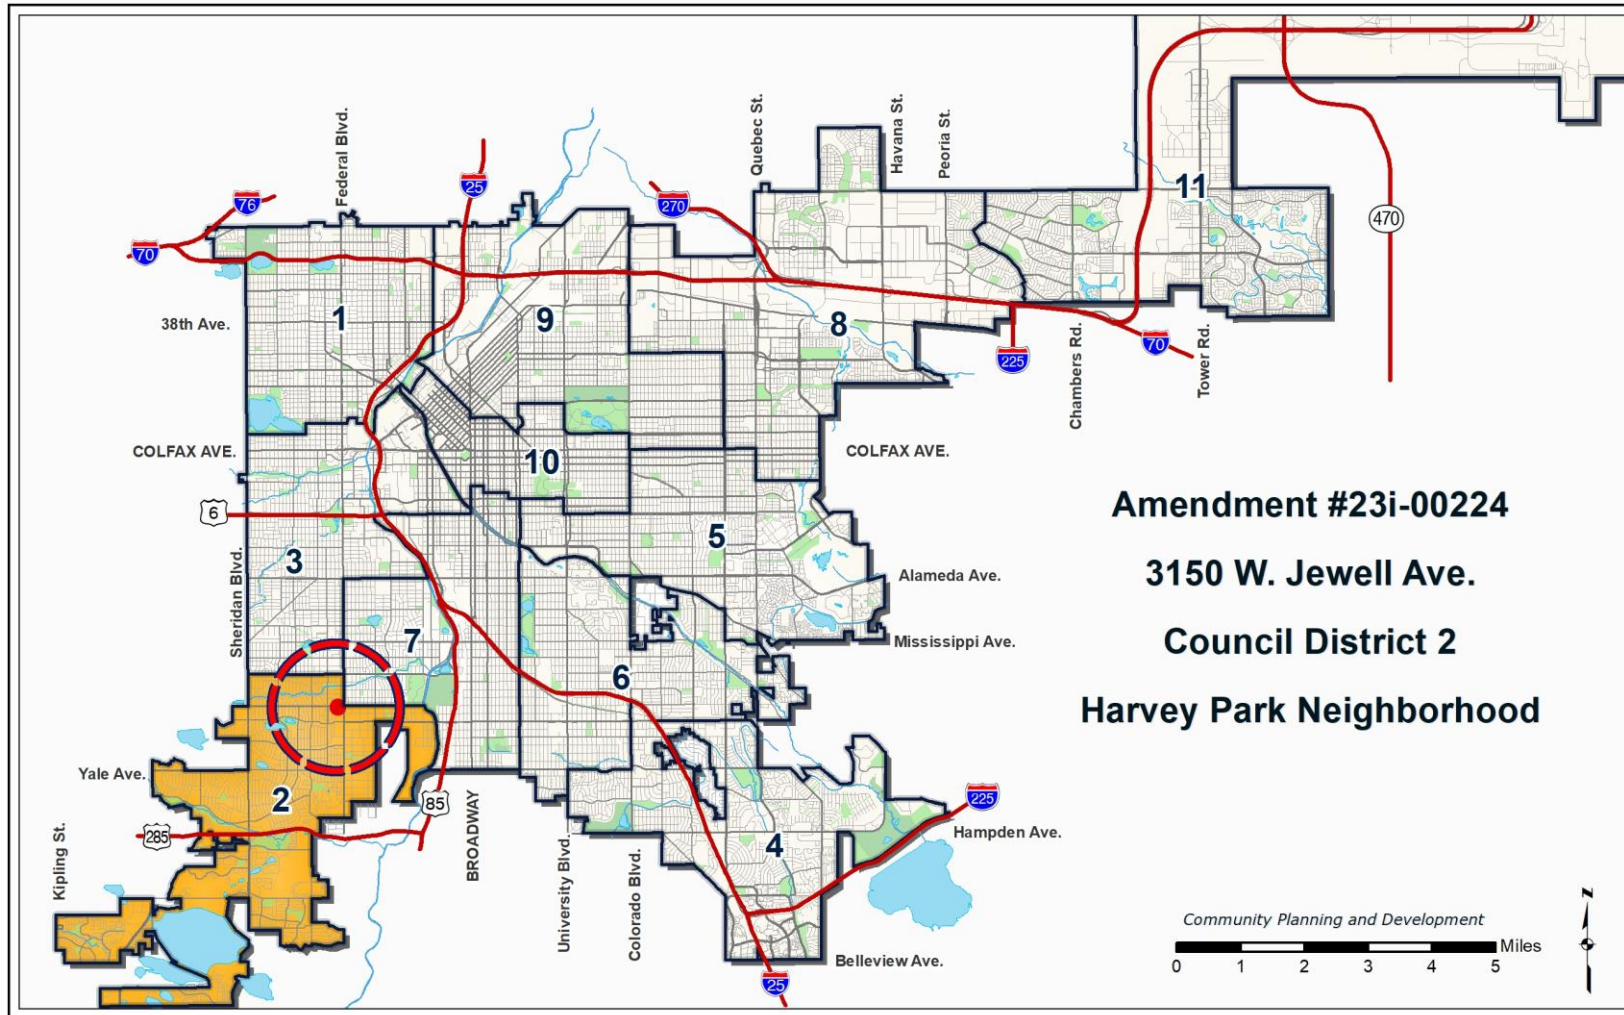 Federal Blvd.
Quebec St.
Havana St.
Peoria St.
76
25
270
11
470
70
38th Ave.
1
9
8
225
Chambers Rd.
70
Tower Rd.
COLFAX AVE.
10
COLFAX AVE.
6
3
5
Sheridan Blvd.
Alameda Ave.
7
Mississippi Ave.
6
Amendment #23i-00224
3150 W. Jewell Ave.
Council District 2
Harvey Park Neighborhood
Yale Ave.
2
85
BROADWAY
225
285
Hampden Ave.
Kipling St.
University Blvd.
Colorado Blvd.
4
Belleview Ave.
25
Community Planning and Development
Miles
0 1 2 3 4 5
N